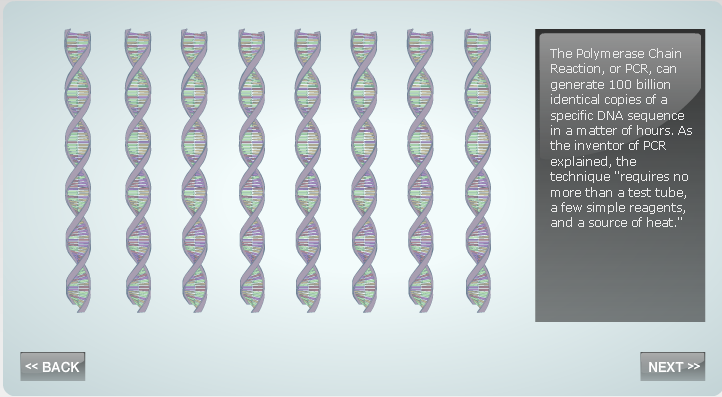 The Polymerase Chain
Reaction, or PCR, can
generate 100 billion
identical copies of a
specific DNA sequence
in a matter of hours. As
the inventor of PCR
explained, the
technique "requires no
more than a test tube,
a few simple reagents,
and a source of heat."
<< BACK
NEXT >>